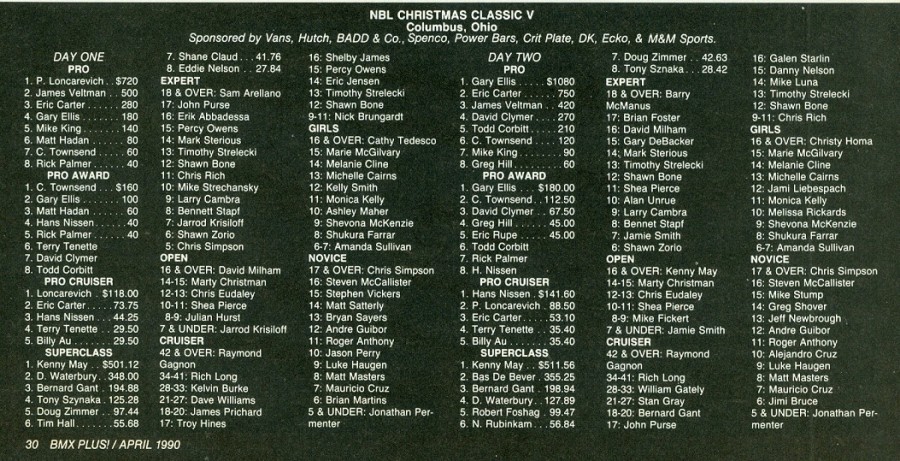 NBL CHRISTMAS CLASSIC V
Columbus, Ohio
Sponsored by Vans, Hutch, BADD & Co., Spenco, Power Bars, Crit Plate, DK, Ecko, & M&M Sports.
DAY ONE
PRO
1. P. Loncarevich . $720
2. James Veltman . . 500
3. Eric Carter . . . . . . 280
4. Gary Ellis . . . . . . . 180
5. Mike King . . . . . . . 140
6. Matt Hadan . . . . . . 80
7. C. Townsend . . . . . 60
8. Rick Palmer . . . . . . 40
PRO AWARD
1. C. Townsend . . . $160
2. Gary Ellis . . . . . . 100
3. Matt Hadan . . . . . . 60
4. Hans Nissen . . . . . 40
5. Rick Palmer . . . . . . 40
6. Terry Tenette
7. David Clymer
8. Todd Corbitt
PRO CRUISER
1. Loncarevich . $118.00
2. Eric Carter . . . . 73.75
3. Hans Nissen . . . 44.25
4. Terry Tenette . . 29.50
5. Billy Au . . . . . . . 29.50
SUPERCLASS
1. Kenny May . . $501.12
2. D. Waterbury . . 348.00
3. Bernard Gant . 194.88
4. Tony Sznyaka . 125.28
5. Doug Zimmer . . 97.44
6. Tim Hall . . . . . . 55.68
7. Shane Claud . . . 41.76
8. Eddie Nelson . . 27.84
EXPERT
18 & OVER: Sam Arellano
17: John Purse
16: Erik Abbadessa
15: Percy Owens
14: Mark Sterious
13: Timothy Strelecki
12: Shawn Bone
11: Chris Rich
10: Mike Strechansky
9: Larry Cambra
8: Bennett Stapf
7: Jarrod Krisiloff
6: Shawn Zorio
5: Chris Simpson
OPEN
16 & OVER: David Milham
14-15: Marty Christman
12-13: Chris Eudaley
10-11: Shea Pierce
8-9: Julian Hurst
7 & UNDER: Jarrod Krisiloff
CRUISER
42 & OVER: Raymond
Gagnon
34-41: Rich Long
28-33: Kelvin Burke
21-27: Dave Williams
18-20: James Prichard
17: Troy Hines
16: Shelby James
15: Percy Owens
14: Eric Jensen
13: Timothy Strelecki
12: Shawn Bone
9-11: Nick Brungardt
GIRLS
16 & OVER: Cathy Tedesco
15: Marie McGilvary
14: Melanie Cline
13: Michelle Cairns
12: Kelly Smith
11: Monica Kelly
10: Ashley Maher
9: Shevona McKenzie
8: Shukura Farrar
6-7: Amanda Sullivan
NOVICE
17 & OVER: Chris Simpson
16: Steven McCallister
15: Stephen Vickers
14: Matt Satterly
13: Bryan Sayers
12: Andre Guibor
11: Roger Anthony
10: Jason Perry
9: Luke Haugen
8: Matt Masters
7: Mauricio Cruz
6: Brian Martins
5 & UNDER: Jonathan Per-
menter
DAY TWO
PRO
1. Gary Ellis . . . . . $1080
2. Eric Carter . . . . . . 750
3. James Veltman . . 420
4. David Clymer . . . . 270
5. Todd Corbitt . . . . . 210
6. C. Townsend . . . . 120
7. Mike King . . . . . . . . 90
8. Greg Hill . . . . . . . . 60
PRO AWARD
1. Gary Ellis . . . $180.00
2. C. Townsend . . 112.50
3. David Clymer . . 67.50
4. Greg Hill . . . . . . 45.00
5. Eric Rupe . . . . . 45.00
6. Todd Corbitt
7. Rick Palmer
8. H. Nissen
PRO CRUISER
1. Hans Nissen . $141.60
2. P. Loncarevich . 88.50
3. Eric Carter . . . . 53.10
4. Terry Tenette . . 35.40
5. Billy Au . . . . . . . 35.40
SUPERCLASS
1. Kenny May . . $511.56
2. Bas De Bever . 355.25
3. Bernard Gant . 198.94
4. D. Waterbury . . 127.89
5. Robert Foshag . 99.47
6. N. Rubinkam . . . 56.84
7. Doug Zimmer . . 42.63
8. Tony Sznaka . . . 28.42
EXPERT
18 & OVER: Barry
McManus
17: Brian Foster
16: David Milham
15: Gary DeBacker
14: Mark Sterious
13: Timothy Strelecki
12: Shawn Bone
11: Shea Pierce
10: Alan Unrue
9: Larry Cambra
8: Bennet Stapf
7: Jamie Smith
6: Shawn Zorio
OPEN
16 & OVER: Kenny May
14-15: Marty Christman
12-13: Chris Eudaley
10-11: Shea Pierce
8-9: Mike Fickert
7 & UNDER: Jamie Smith
CRUISER
42 & OVER: Raymond
Gagnon
34-41: Rich Long
28-33: William Gately
21-27: Stan Gray
18-20: Bernard Gant
17: John Purse
16: Galen Starlin
15: Danny Nelson
14: Mike Luna
13: Timothy Strelecki
12: Shawn Bone
9-11: Chris Rich
GIRLS
16 & OVER: Christy Homa
15: Marie McGilvary
14: Melanie Cline
13: Michelle Cairns
12: Jami Liebespach
11: Monica Kelly
10: Melissa Rickards
9: Shevona McKenzie
8: Shukura Farrar
6-7: Amanda Sullivan
NOVICE
17 & OVER: Chris Simpson
16: Steven McCallister
15: Mike Stump
14: Greg Shover
13: Jeff Newbrough
12: Andre Guibor
11: Roger Anthony
10: Alejandro Cruz
9: Luke Haugen
8: Matt Masters
7: Mauricio Cruz
6: Jimi Bruce
5 & UNDER: Jonathan Per-
menter
30 BMX PLUS! / APRIL 1990